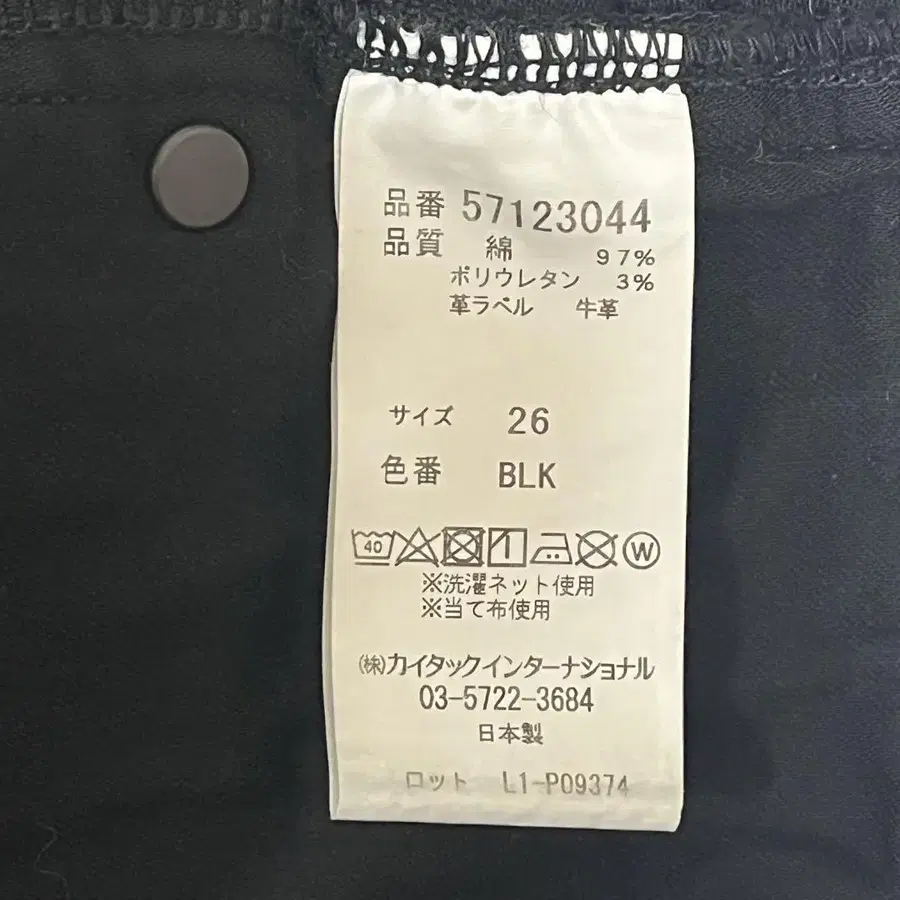 品番 57123044
品質 綿 97%
ポリウレタン 3%
革ラベル 牛革
サイズ 26
色番 BLK
40 W
※洗濯ネット使用
※当て布使用
㈱カイタックインターナショナル
03-5722-3684
日本製
ロット L1-P09374